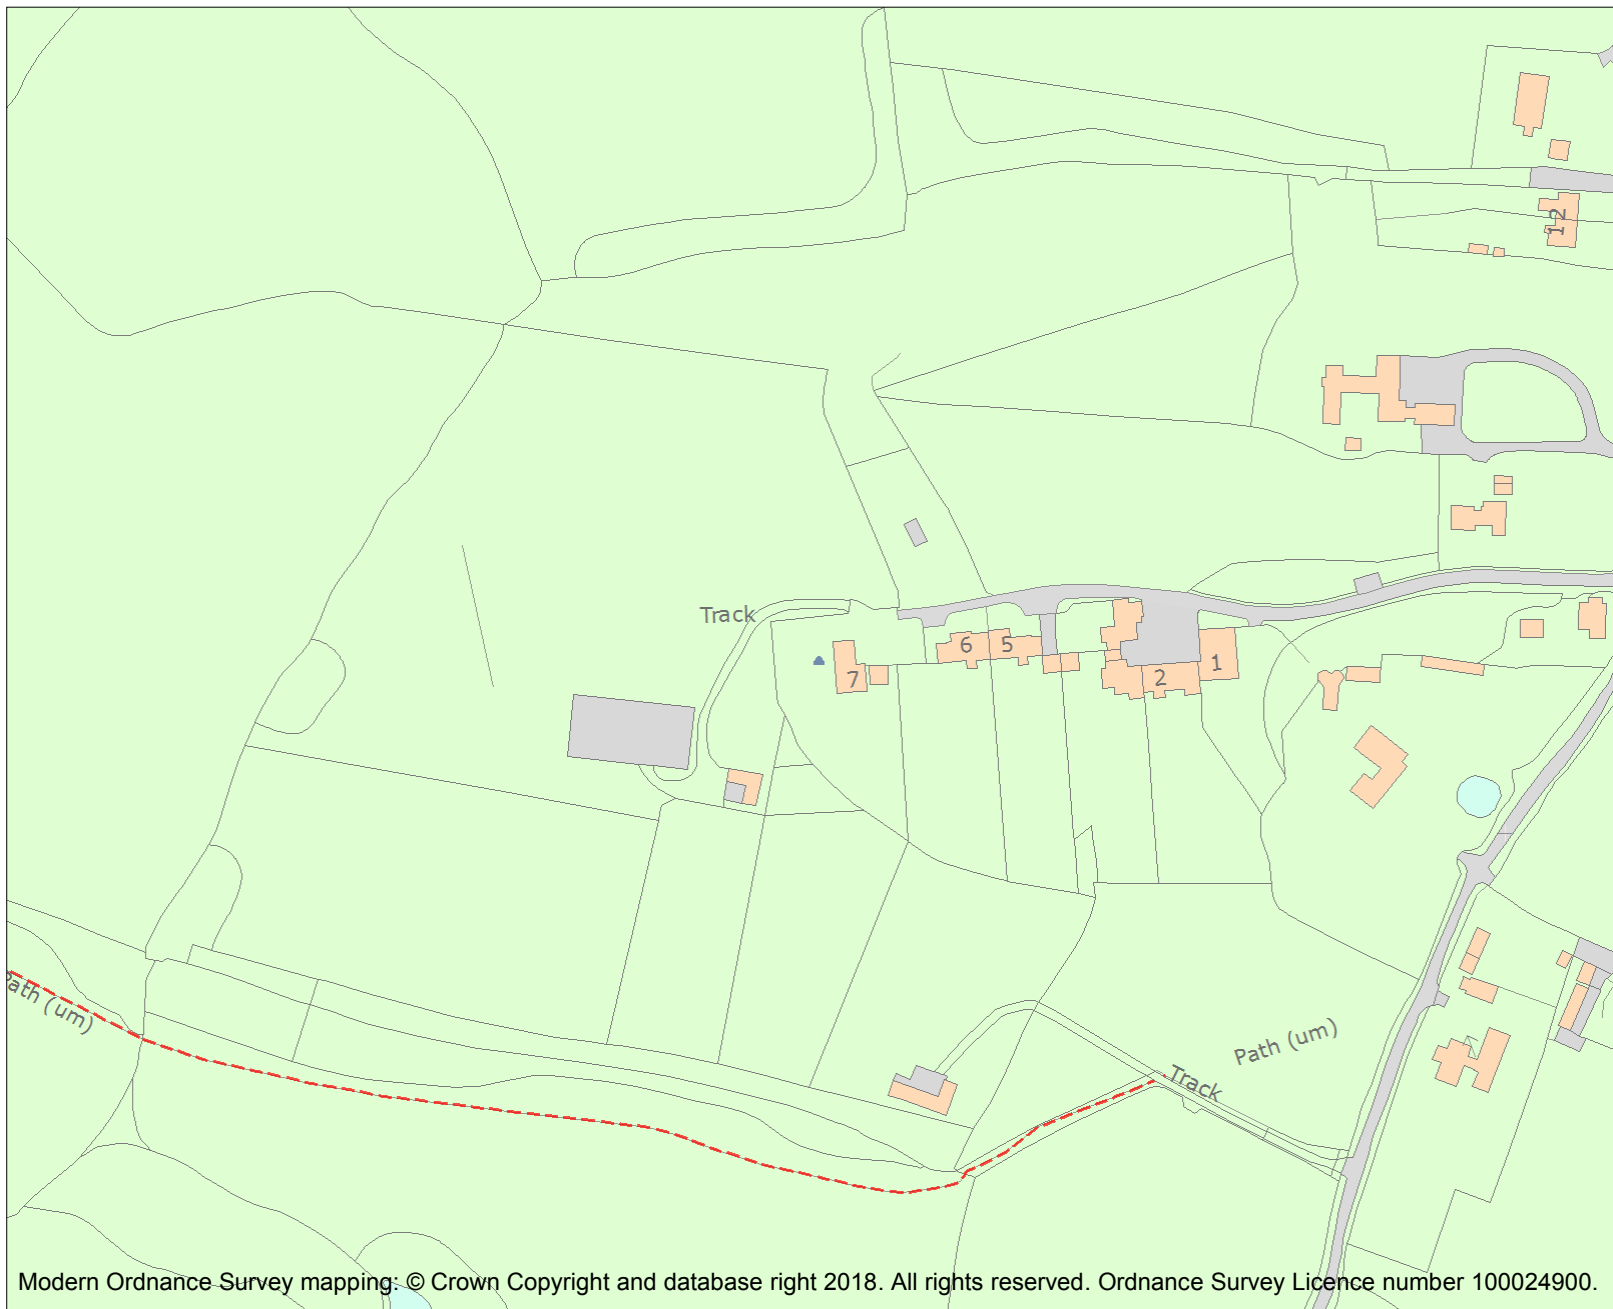 12
Track
6
5
7
2
1
Path (um)
Path (um)
Track
Modern Ordnance Survey mapping: © Crown Copyright and database right 2018. All rights reserved. Ordnance Survey Licence number 100024900.